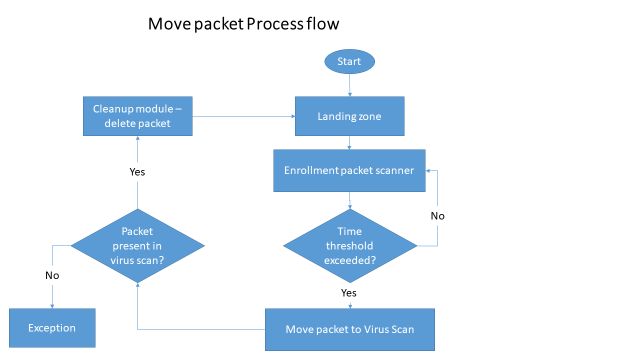 Move packet Process flow
Start
Cleanup module –
delete packet
Landing zone
Enrollment packet scanner
Yes
No
Packet
present in
virus scan?
Time
threshold
exceeded?
No
Yes
Exception
Move packet to Virus Scan